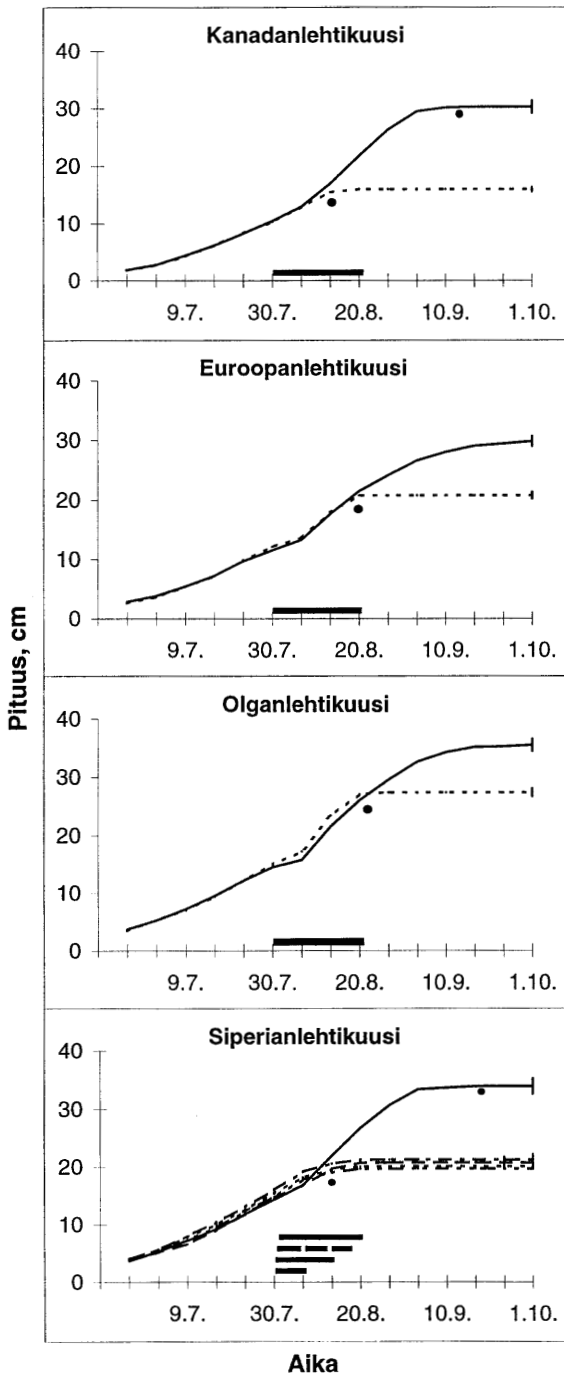 Kanadanlehtikuusi
40
30
20
10
0
9.7. 30.7. 20.8. 10.9. 1.10.
Euroopanlehtikuusi
40
30
20
10
0
9.7. 30.7. 20.8. 10.9. 1.10.
Pituus, cm
Olganlehtikuusi
40
30
20
10
0
9.7. 30.7. 20.8. 10.9. 1.10.
Siperianlehtikuusi
40
30
20
10
0
9.7. 30.7. 20.8. 10.9. 1.10.
Aika